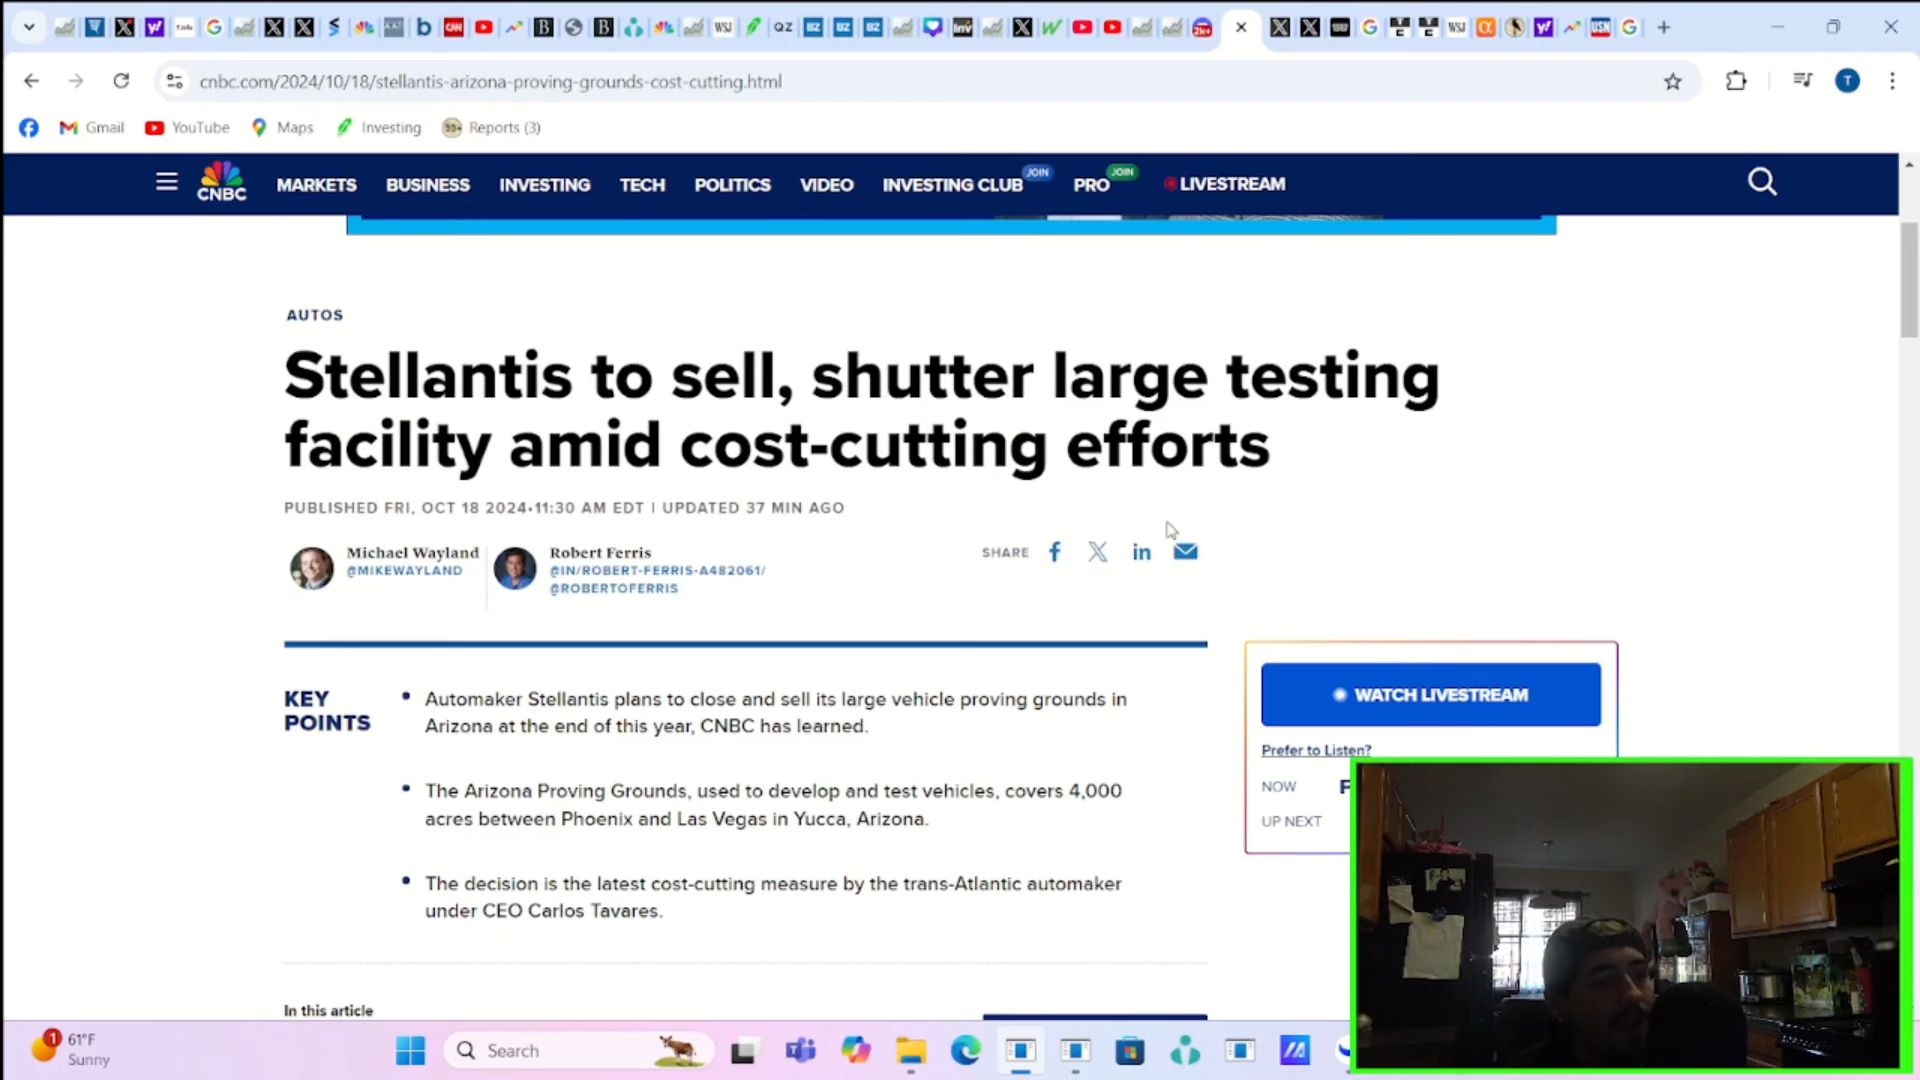 cnbc.com/2024/10/18/stellantis-arizona-proving-grounds-cost-cutting.html
T
Gmail
YouTube
Maps
Investing
Reports (3)
CNBC
MARKETS
BUSINESS
INVESTING
TECH
POLITICS
VIDEO
INVESTING CLUB
JOIN
PRO
JOIN
LIVESTREAM
AUTOS
Stellantis to sell, shutter large testing
facility amid cost-cutting efforts
PUBLISHED FRI, OCT 18 2024•11:30 AM EDT | UPDATED 37 MIN AGO
Michael Wayland
@MIKEWAYLAND
Robert Ferris
@IN/ROBERT-FERRIS-A482061/
@ROBERTOFERRIS
SHARE
KEY
POINTS
Automaker Stellantis plans to close and sell its large vehicle proving grounds in
Arizona at the end of this year, CNBC has learned.
The Arizona Proving Grounds, used to develop and test vehicles, covers 4,000
acres between Phoenix and Las Vegas in Yucca, Arizona.
The decision is the latest cost-cutting measure by the trans-Atlantic automaker
under CEO Carlos Tavares.
In this article
WATCH LIVESTREAM
Prefer to Listen?
NOW
F
UP NEXT
1
61°F
Sunny
Search